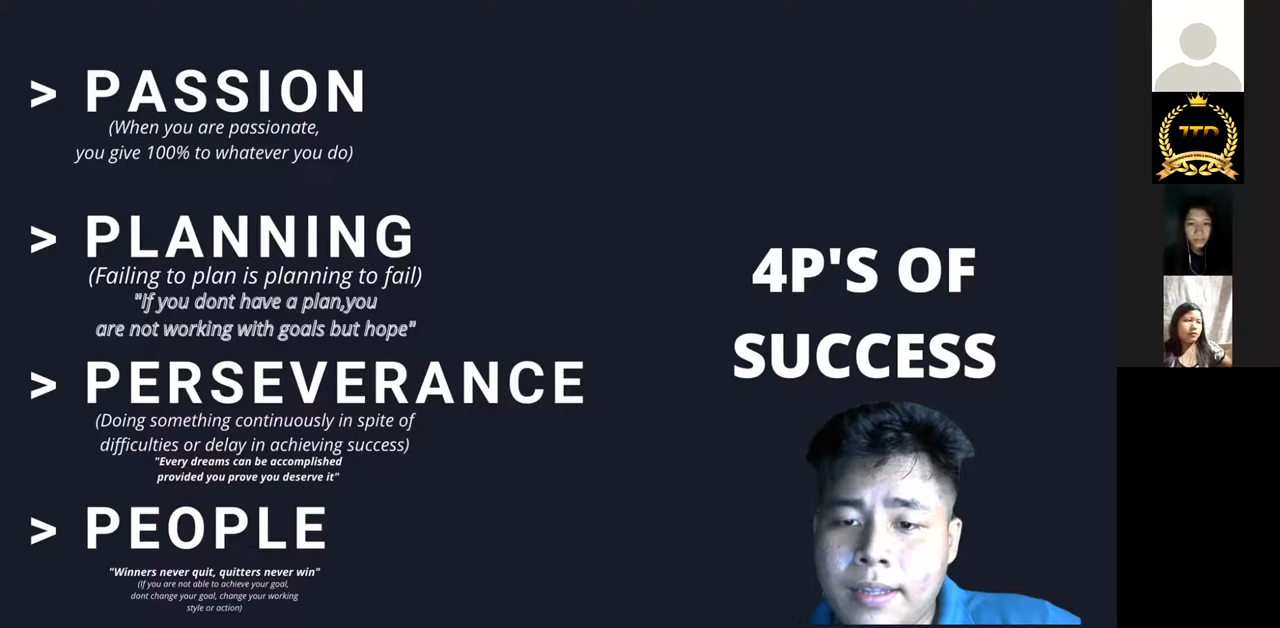 > PASSION
(When you are passionate,
you give 100% to whatever you do)
> PLANNING
(Failing to plan is planning to fail)
"If you dont have a plan,you
are not working with goals but hope"
> PERSEVERANCE
(Doing something continuously in spite of
difficulties or delay in achieving success)
"Every dreams can be accomplished
provided you prove you deserve it"
> PEOPLE
"Winners never quit, quitters never win"
(If you are not able to achieve your goal,
dont change your goal, change your working
style or action)
4P'S OF
SUCCESS